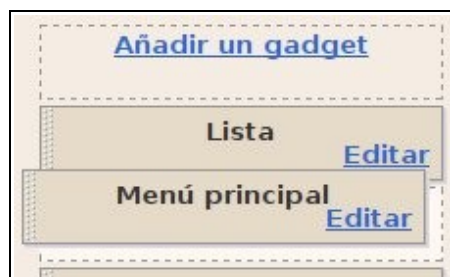 Añadir un gadget
Lista
Editar
Menú principal
Editar